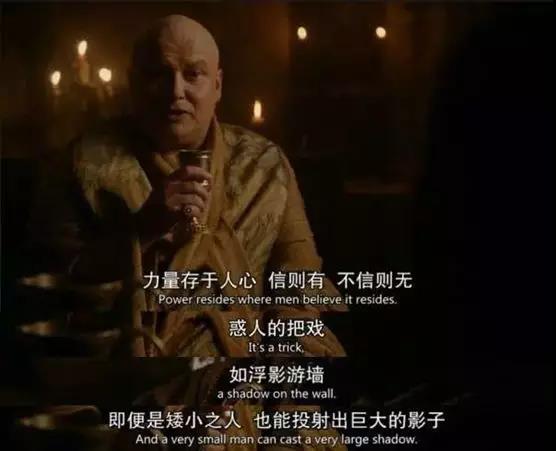 力量存于人心 信则有 不信则无
Power resides where men believe it resides.
惑人的把戏
It's a trick,
如浮影游墙
a shadow on the wall.
即便是矮小之人 也能投射出巨大的影子
And a very small man can cast a very large shadow.